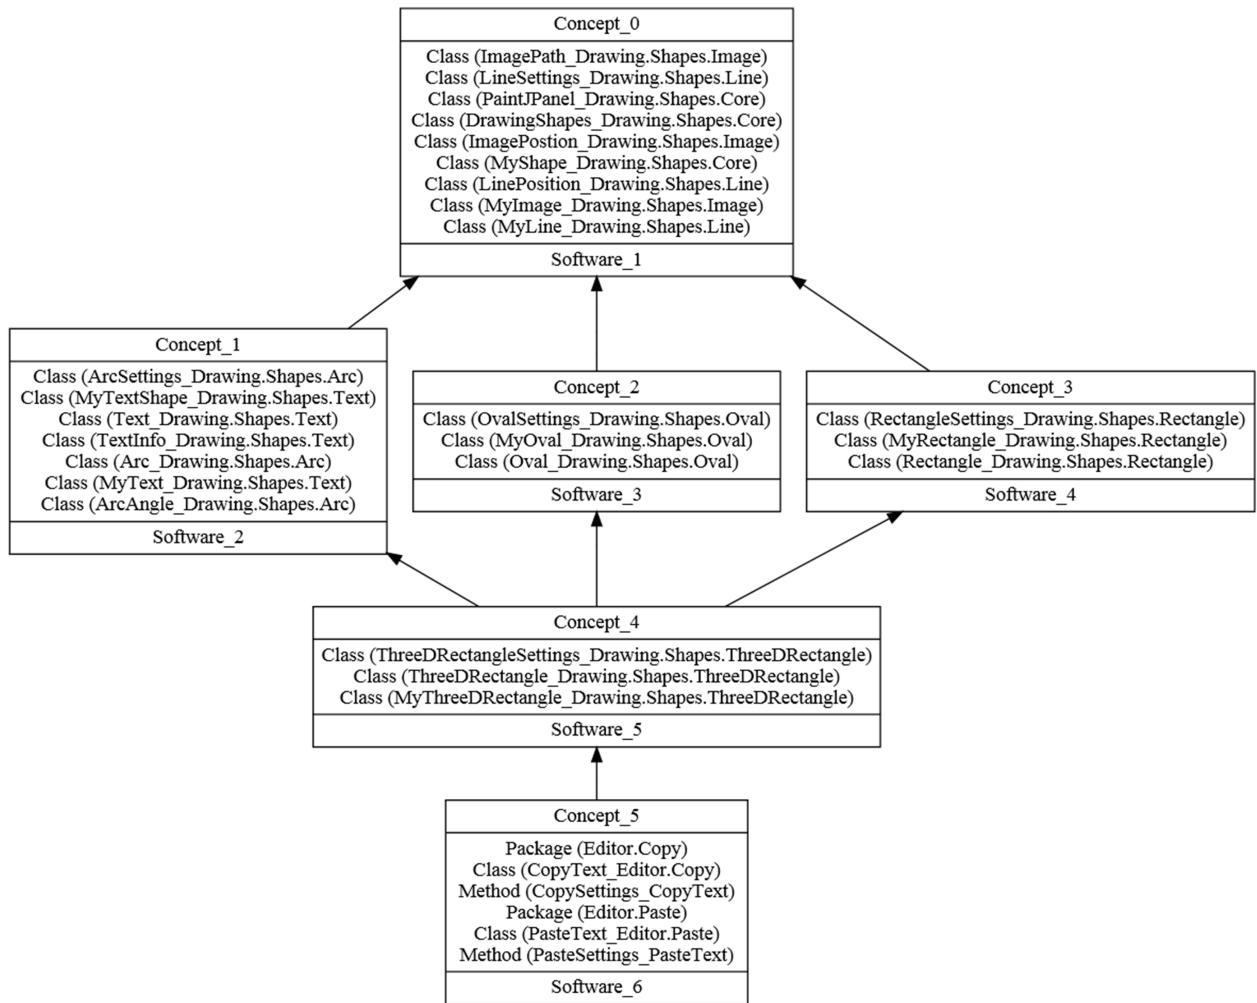 Concept_0
Class (ImagePath_Drawing.Shapes.Image)
Class (LineSettings_Drawing.Shapes.Line)
Class (PaintJPanel_Drawing.Shapes.Core)
Class (DrawingShapes_Drawing.Shapes.Core)
Class (ImagePostion_Drawing.Shapes.Image)
Class (MyShape_Drawing.Shapes.Core)
Class (LinePosition_Drawing.Shapes.Line)
Class (MyImage_Drawing.Shapes.Image)
Class (MyLine_Drawing.Shapes.Line)
Software_1
Concept_1
Class (ArcSettings_Drawing.Shapes.Arc)
Class (MyTextShape_Drawing.Shapes.Text)
Class (Text_Drawing.Shapes.Text)
Class (TextInfo_Drawing.Shapes.Text)
Class (Arc_Drawing.Shapes.Arc)
Class (MyText_Drawing.Shapes.Text)
Class (ArcAngle_Drawing.Shapes.Arc)
Software_2
Concept_2
Class (OvalSettings_Drawing.Shapes.Oval)
Class (MyOval_Drawing.Shapes.Oval)
Class (Oval_Drawing.Shapes.Oval)
Software_3
Concept_3
Class (RectangleSettings_Drawing.Shapes.Rectangle)
Class (MyRectangle_Drawing.Shapes.Rectangle)
Class (Rectangle_Drawing.Shapes.Rectangle)
Software_4
Concept_4
Class (ThreeDRectangleSettings_Drawing.Shapes.ThreeDRectangle)
Class (ThreeDRectangle_Drawing.Shapes.ThreeDRectangle)
Class (MyThreeDRectangle_Drawing.Shapes.ThreeDRectangle)
Software_5
Concept_5
Package (Editor.Copy)
Class (CopyText_Editor.Copy)
Method (CopySettings_CopyText)
Package (Editor.Paste)
Class (PasteText_Editor.Paste)
Method (PasteSettings_PasteText)
Software_6